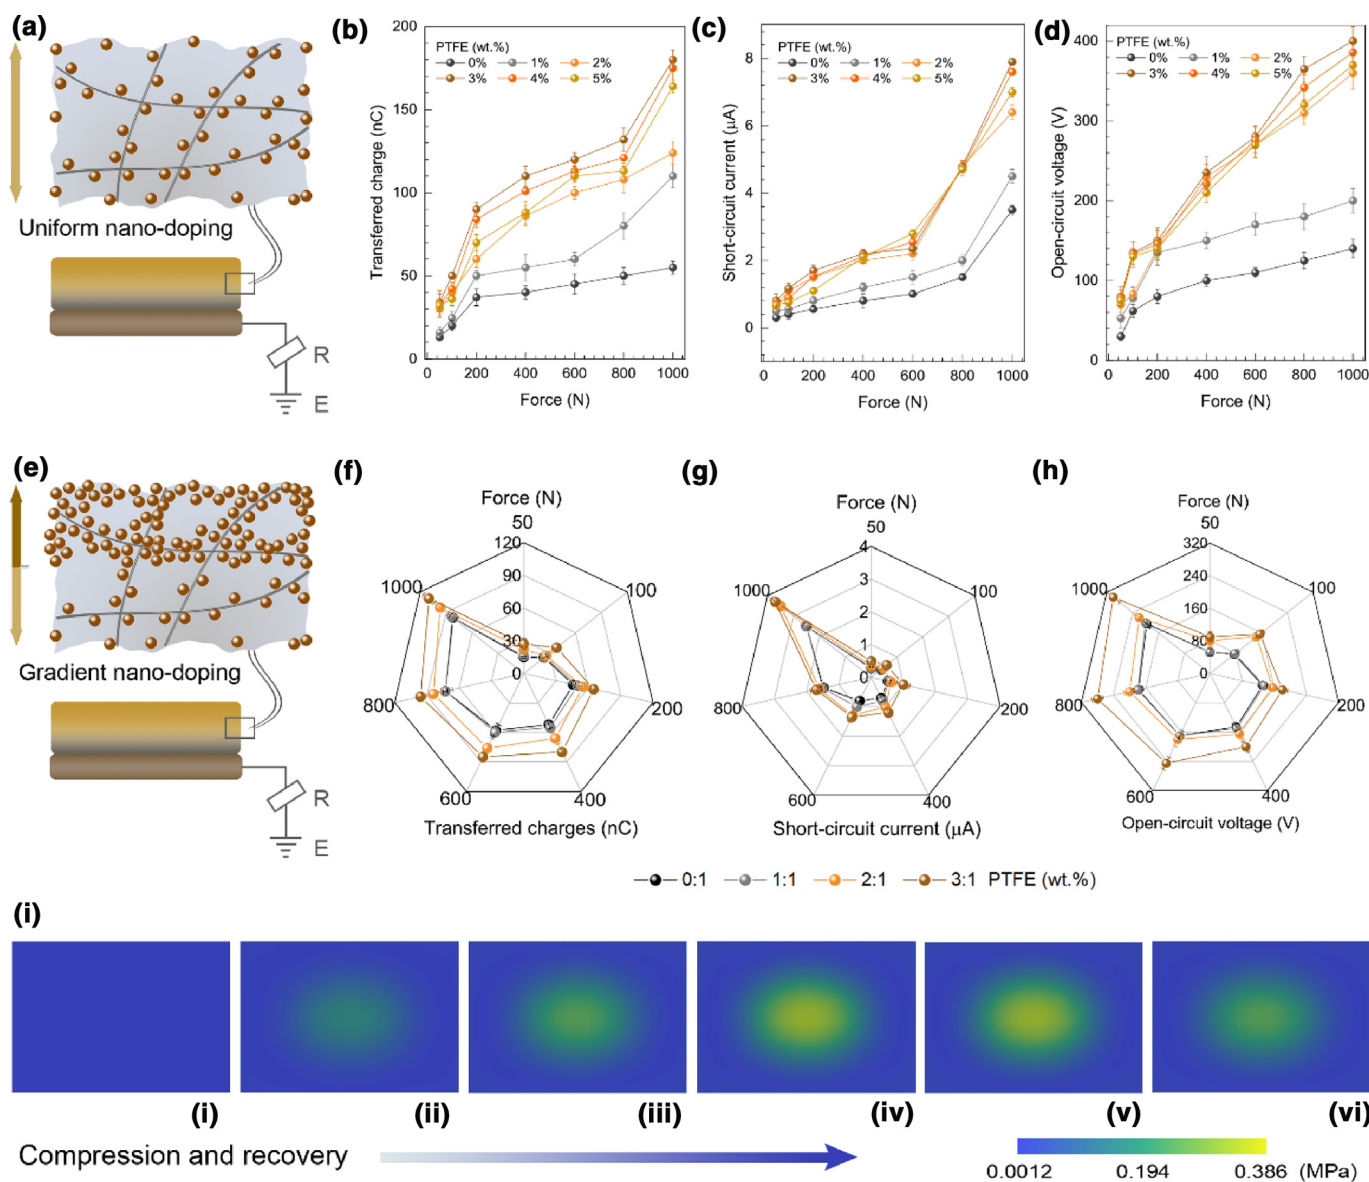 (a)
Uniform nano-doping
R
E
(b)
200
150
100
50
0
Transferred charge (nC)
PTFE (wt.%)
0% 1% 2%
3% 4% 5%
0 200 400 600 800 1000
Force (N)
(c)
8
6
4
2
0
Short-circuit current (μA)
PTFE (wt.%)
0% 1% 2%
3% 4% 5%
0 200 400 600 800 1000
Force (N)
(d)
400
300
200
100
0
Open-circuit voltage (V)
PTFE (wt.%)
0% 1% 2%
3% 4% 5%
0 200 400 600 800 1000
Force (N)
(e)
Gradient nano-doping
R
E
(f)
Force (N)
50
120
90
60
30
0
1000
100
800
200
600
400
Transferred charges (nC)
(g)
Force (N)
50
4
3
2
1
0
1000
100
800
200
600
400
Short-circuit current (μA)
(h)
Force (N)
50
320
240
160
80
0
1000
100
800
200
600
400
Open-circuit voltage (V)
0:1 1:1 2:1 3:1 PTFE (wt.%)
(i)
(i) (ii) (iii) (iv) (v) (vi)
Compression and recovery
0.0012 0.194 0.386 (MPa)